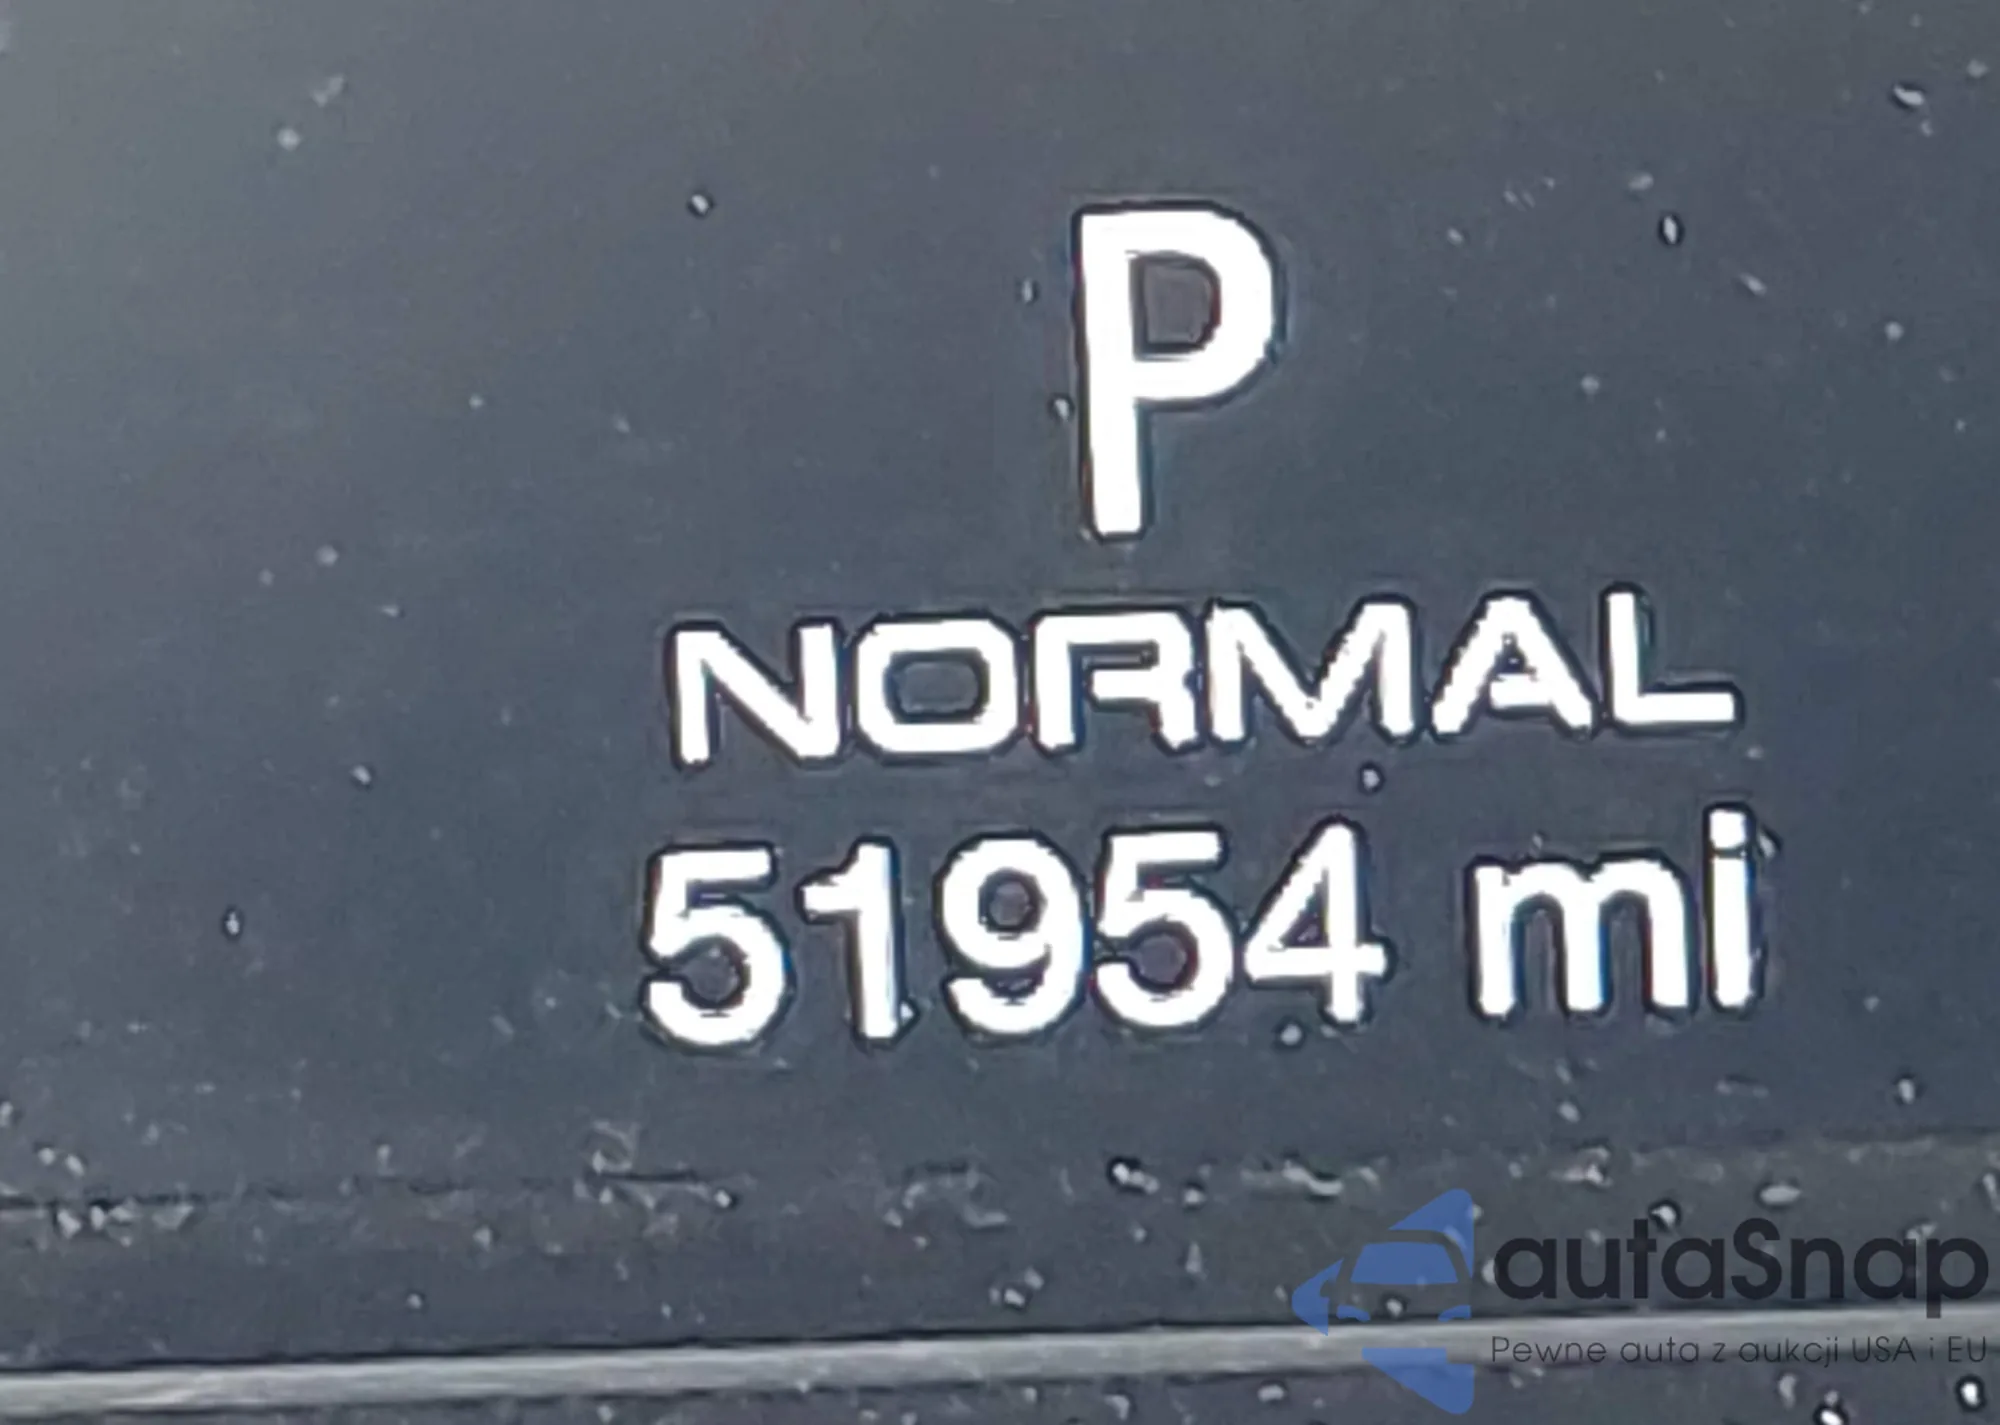 P
NORMAL
51954 mi
autaSnap
Pewne auta z aukcji USA i EU